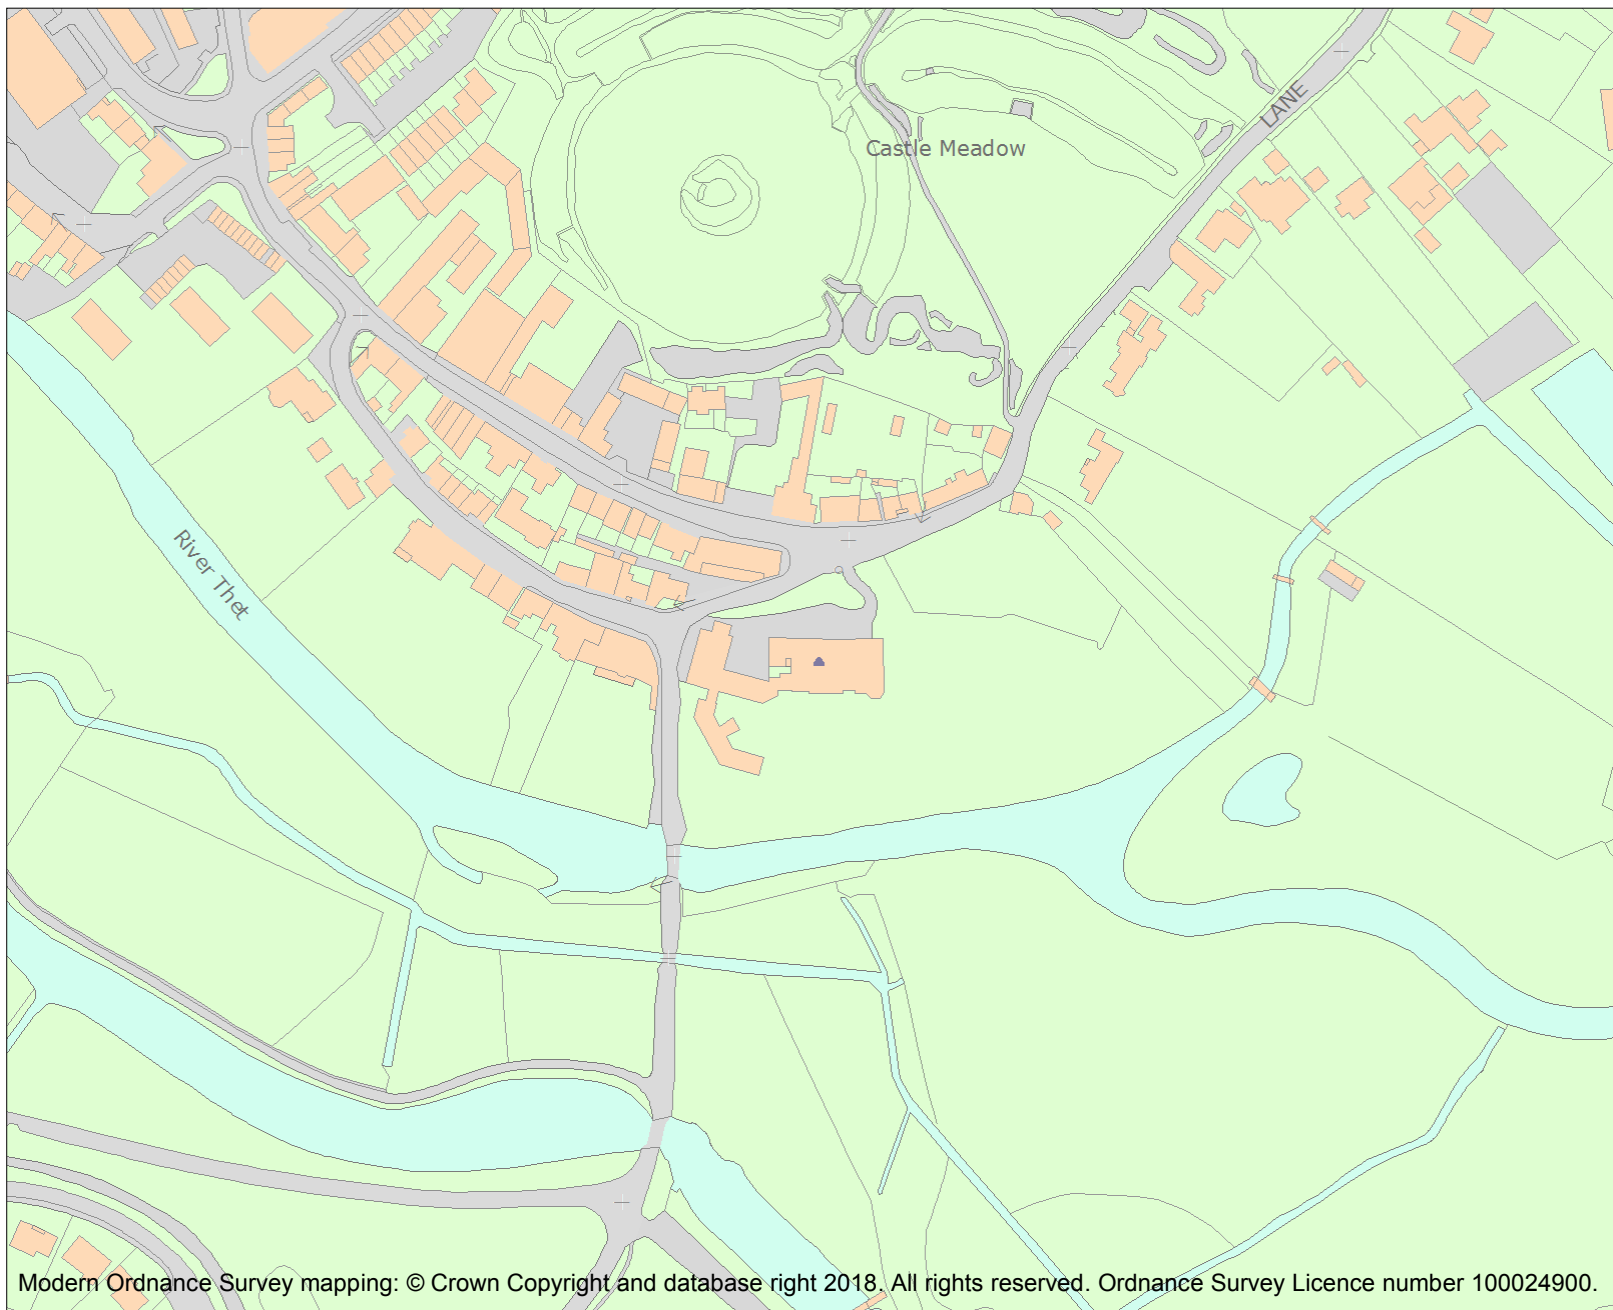 LANE
Castle Meadow
River Thet
Modern Ordnance Survey mapping: © Crown Copyright and database right 2018. All rights reserved. Ordnance Survey Licence number 100024900.